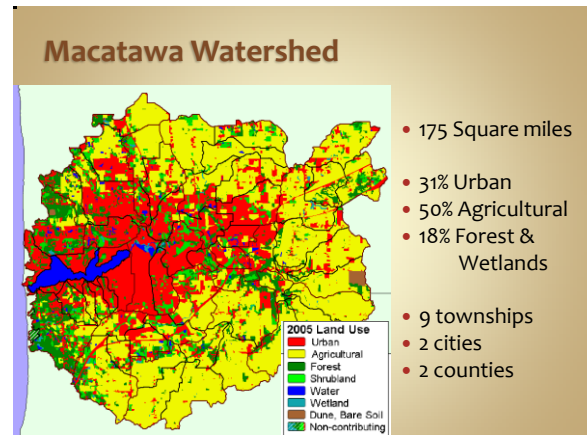 Macatawa Watershed
• 175 Square miles
• 31% Urban
• 50% Agricultural
• 18% Forest &
Wetlands
• 9 townships
• 2 cities
• 2 counties
2005 Land Use
Urban
Agricultural
Forest
Shrubland
Water
Wetland
Dune, Bare Soil
Non-contributing